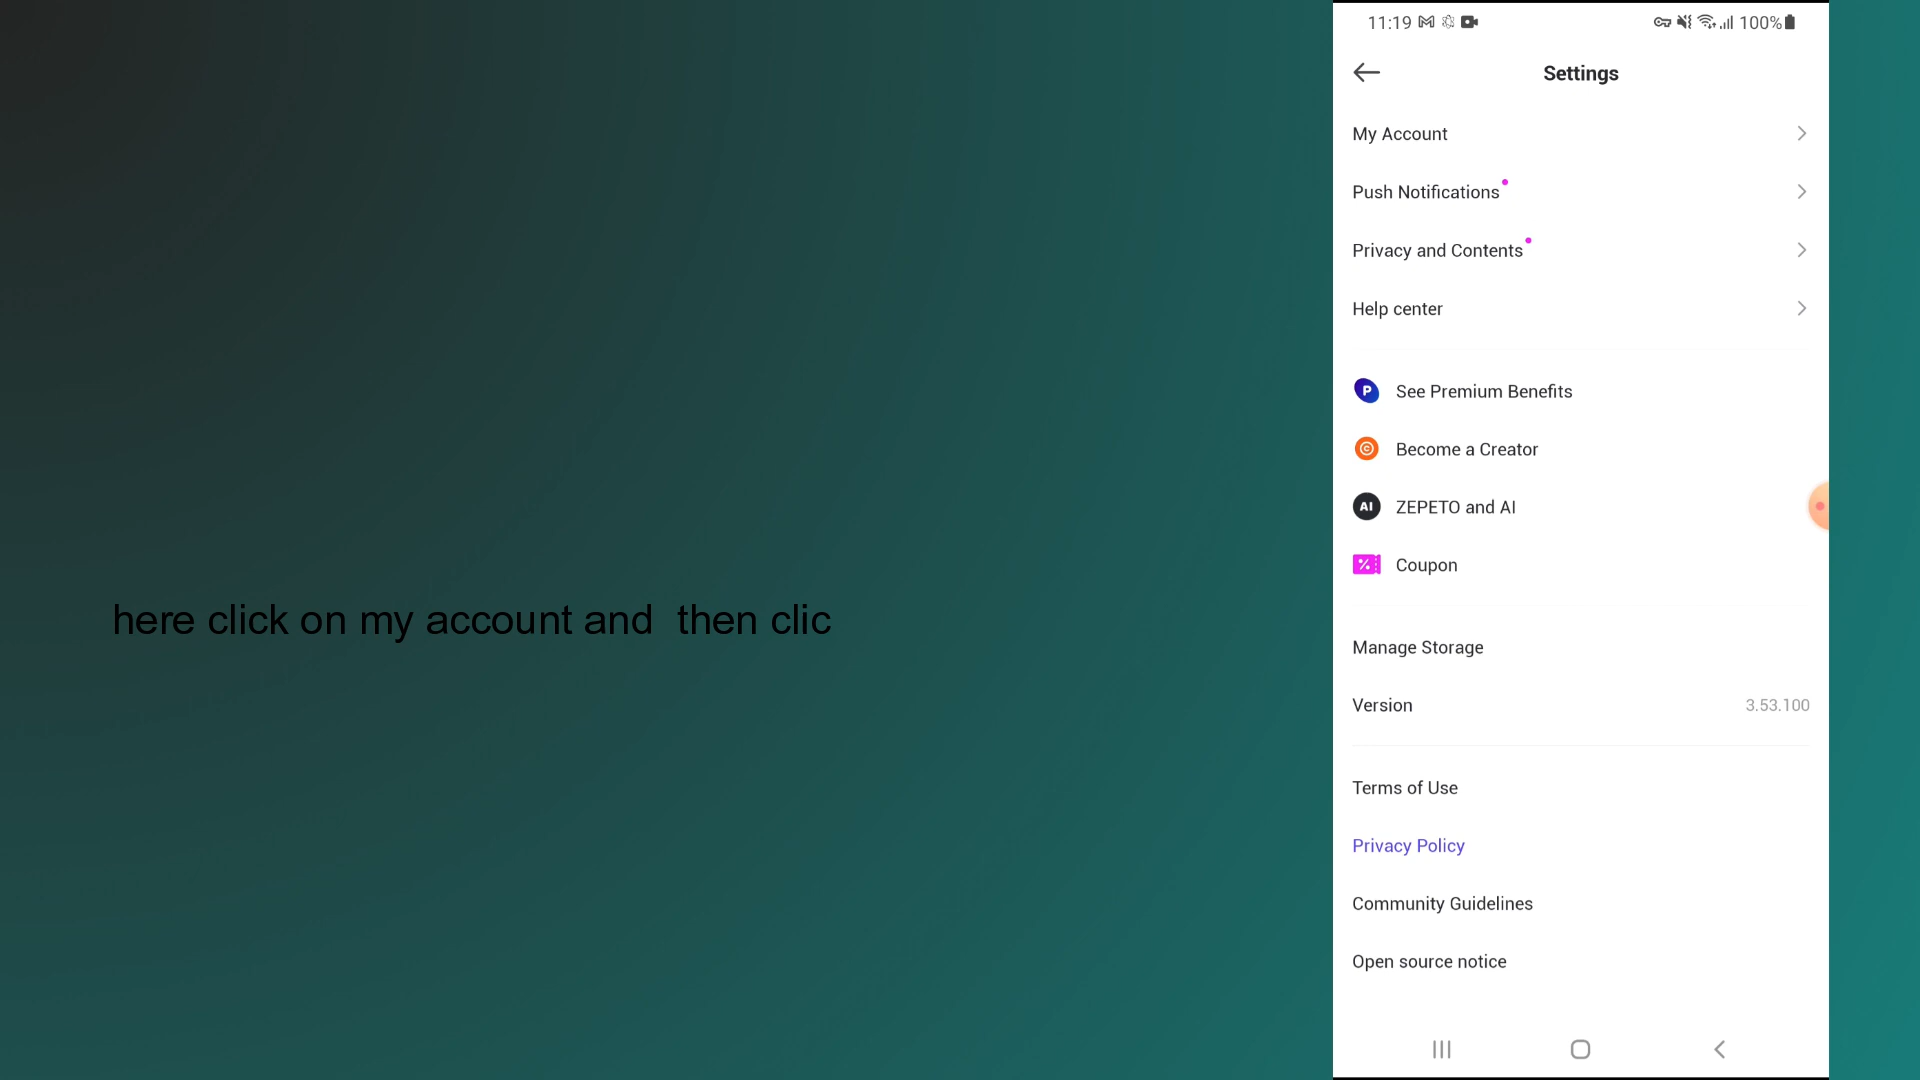 11:19 100%
Settings
My Account
Push Notifications
Privacy and Contents
Help center
P See Premium Benefits
© Become a Creator
AI ZEPETO and AI
% Coupon
here click on my account and  then clic
Manage Storage
Version 3.53.100
Terms of Use
Privacy Policy
Community Guidelines
Open source notice